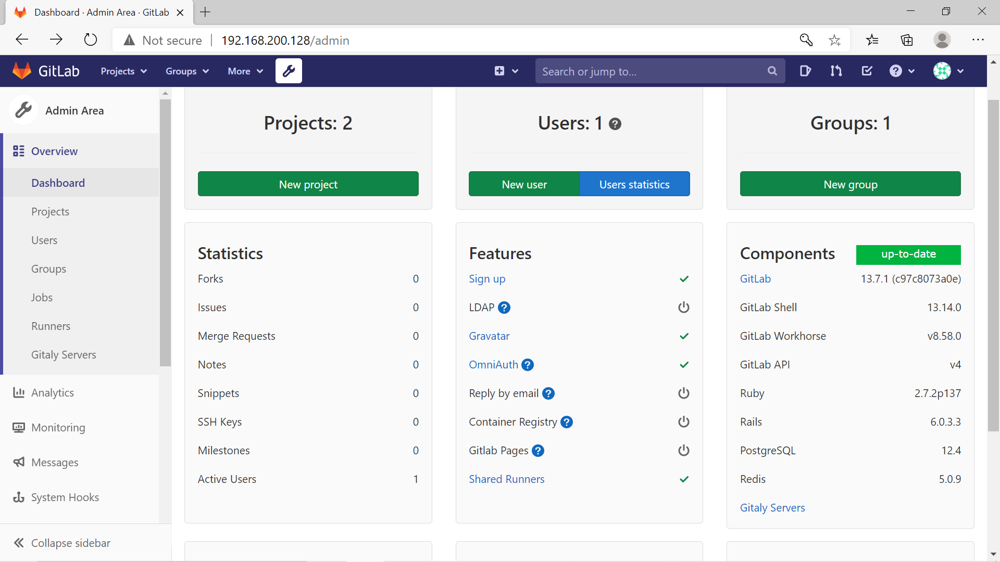 Dashboard · Admin Area · GitLab
Not secure 192.168.200.128/admin
GitLab Projects Groups More Search or jump to...
Admin Area
Overview
Dashboard
Projects
Users
Groups
Jobs
Runners
Gitaly Servers
Analytics
Monitoring
Messages
System Hooks
Collapse sidebar
Projects: 2
New project
Users: 1
New user Users statistics
Groups: 1
New group
Statistics
Forks 0
Issues 0
Merge Requests 0
Notes 0
Snippets 0
SSH Keys 0
Milestones 0
Active Users 1
Features
Sign up
LDAP
Gravatar
OmniAuth
Reply by email
Container Registry
Gitlab Pages
Shared Runners
Components up-to-date
GitLab 13.7.1 (c97c8073a0e)
GitLab Shell 13.14.0
GitLab Workhorse v8.58.0
GitLab API v4
Ruby 2.7.2p137
Rails 6.0.3.3
PostgreSQL 12.4
Redis 5.0.9
Gitaly Servers